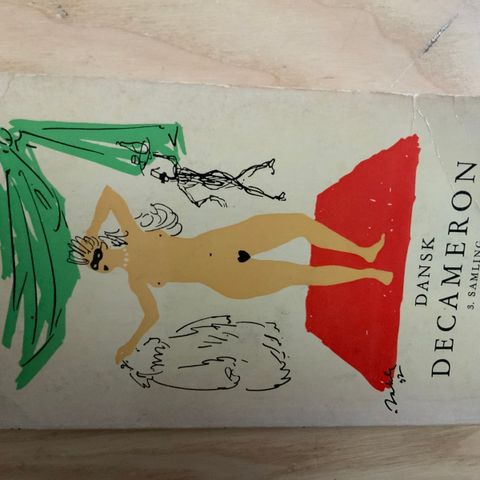 DANSK
DECAMERON
3. SAMLING